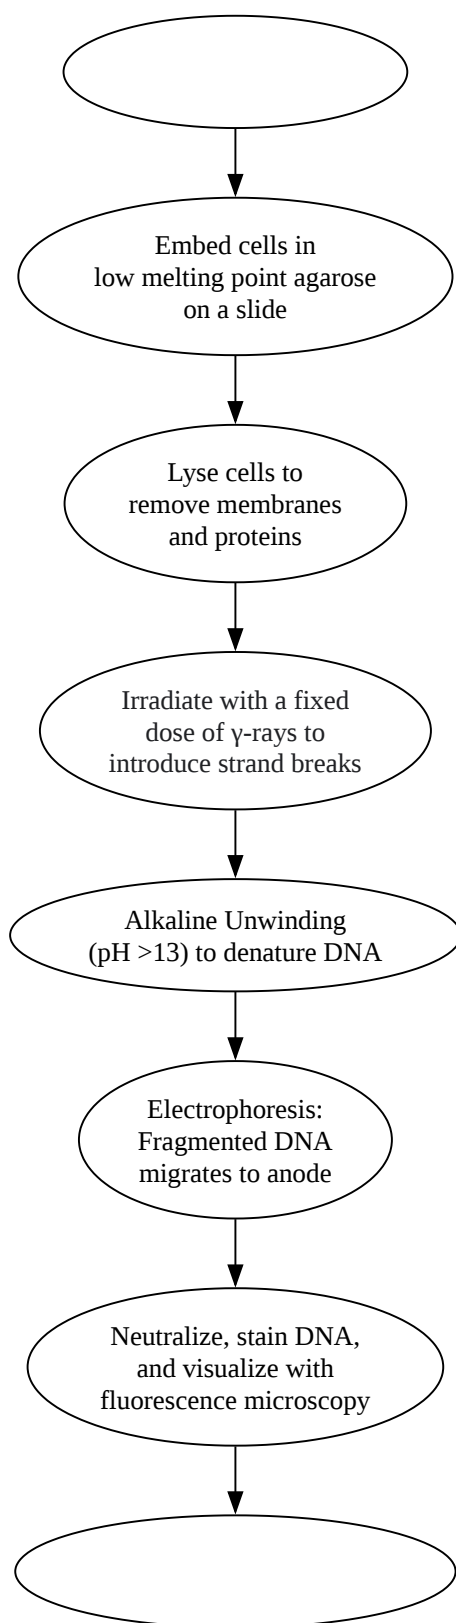 Embed cells in
low melting point agarose
on a slide
Lyse cells to
remove membranes
and proteins
Irradiate with a fixed
dose of γ-rays to
introduce strand breaks
Alkaline Unwinding
(pH >13) to denature DNA
Electrophoresis:
Fragmented DNA
migrates to anode
Neutralize, stain DNA,
and visualize with
fluorescence microscopy